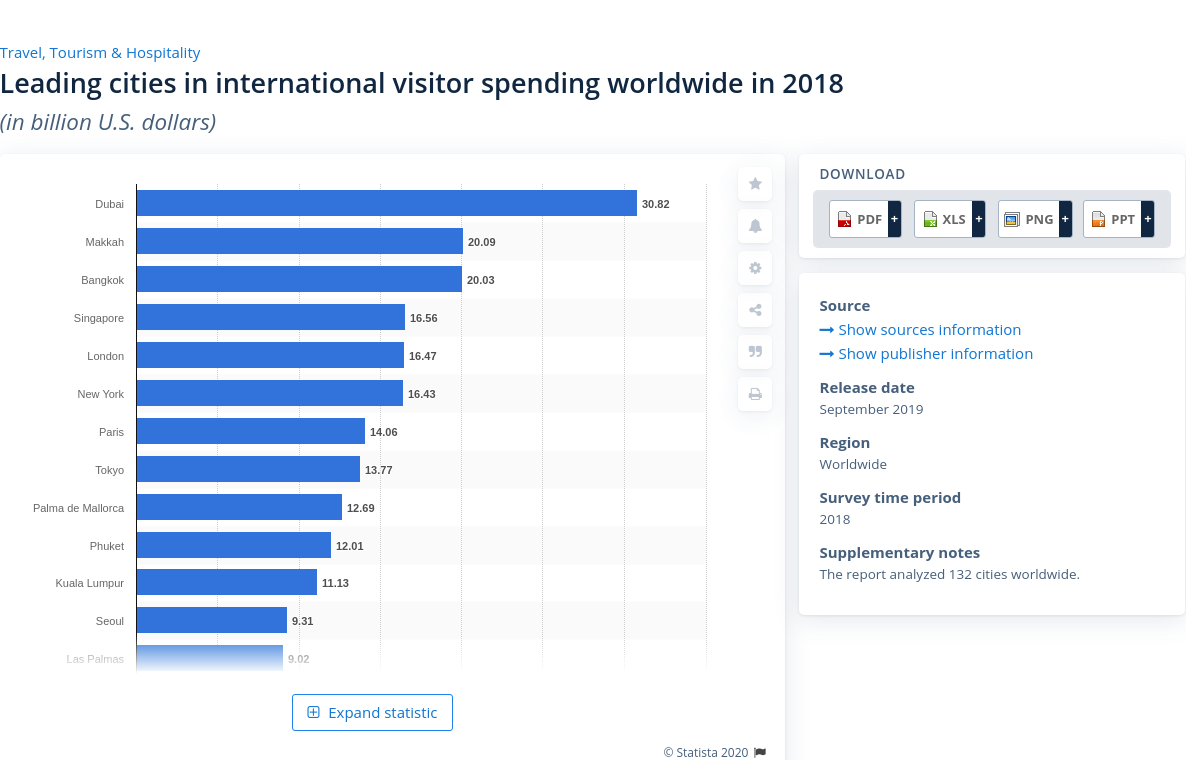 Travel, Tourism & Hospitality
Leading cities in international visitor spending worldwide in 2018
(in billion U.S. dollars)
Dubai 30.82
Makkah 20.09
Bangkok 20.03
Singapore 16.56
London 16.47
New York 16.43
Paris 14.06
Tokyo 13.77
Palma de Mallorca 12.69
Phuket 12.01
Kuala Lumpur 11.13
Seoul 9.31
Las Palmas 9.02
Expand statistic
© Statista 2020
DOWNLOAD
PDF + XLS + PNG + PPT +
Source
Show sources information
Show publisher information
Release date
September 2019
Region
Worldwide
Survey time period
2018
Supplementary notes
The report analyzed 132 cities worldwide.